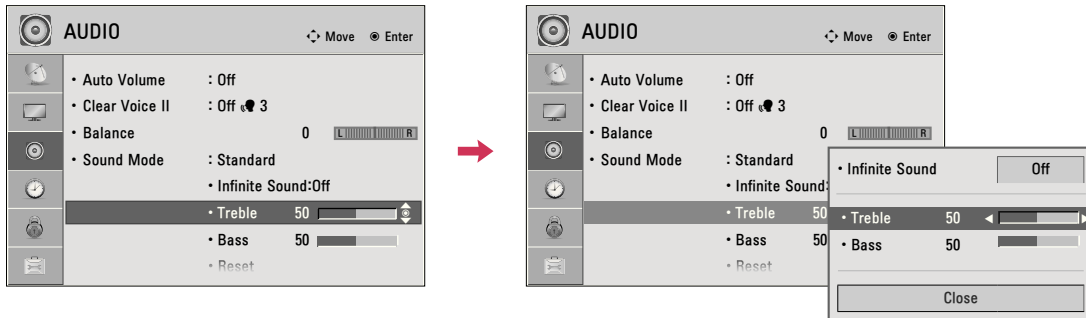 AUDIO
Move Enter
• Auto Volume : Off
• Clear Voice II : Off 3
• Balance 0 L R
• Sound Mode : Standard
• Infinite Sound:Off
• Treble 50
• Bass 50
• Reset
AUDIO
Move Enter
• Auto Volume : Off
• Clear Voice II : Off 3
• Balance 0 L R
• Sound Mode : Standard
• Infinite Sound:
• Treble 50
• Bass 50
• Reset
• Infinite Sound Off
• Treble 50
• Bass 50
Close